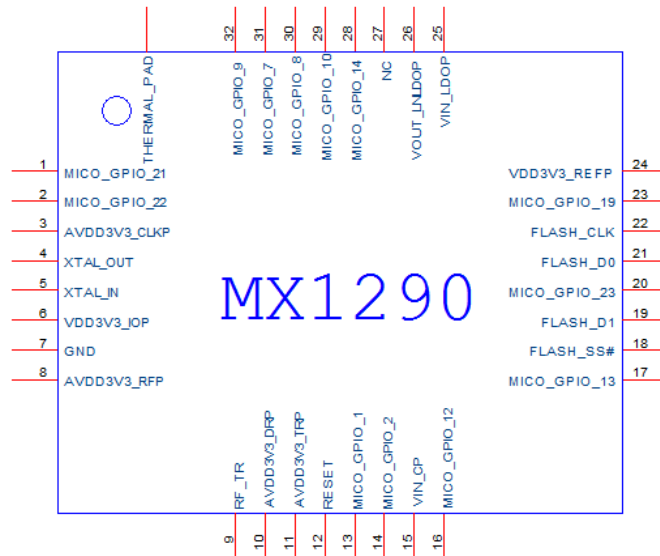 32 31 30 29 28 27 26 25
THERMAL_PAD
MICO_GPIO_9
MICO_GPIO_7
MICO_GPIO_8
MICO_GPIO_10
MICO_GPIO_14
NC
VOUT_LNLDOP
VIN_LDOP
1 MICO_GPIO_21
2 MICO_GPIO_22
3 AVDD3V3_CLKP
4 XTAL_OUT
5 XTAL_IN
6 VDD3V3_IOP
7 GND
8 AVDD3V3_RFP
MX1290
VDD3V3_REFP 24
MICO_GPIO_19 23
FLASH_CLK 22
FLASH_D0 21
MICO_GPIO_23 20
FLASH_D1 19
FLASH_SS# 18
MICO_GPIO_13 17
RF_TR
AVDD3V3_DRP
AVDD3V3_TRP
RESET
MICO_GPIO_1
MICO_GPIO_2
VIN_CP
MICO_GPIO_12
9 10 11 12 13 14 15 16